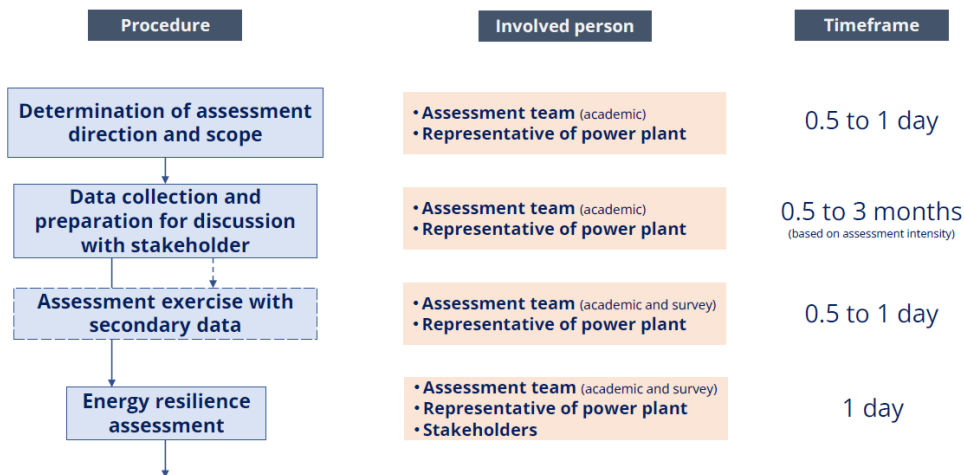 Procedure
Involved person
Timeframe
Determination of assessment
direction and scope
• Assessment team (academic)
• Representative of power plant
0.5 to 1 day
Data collection and
preparation for discussion
with stakeholder
• Assessment team (academic)
• Representative of power plant
0.5 to 3 months
(based on assessment intensity)
Assessment exercise with
secondary data
• Assessment team (academic and survey)
• Representative of power plant
0.5 to 1 day
Energy resilience
assessment
• Assessment team (academic and survey)
• Representative of power plant
• Stakeholders
1 day